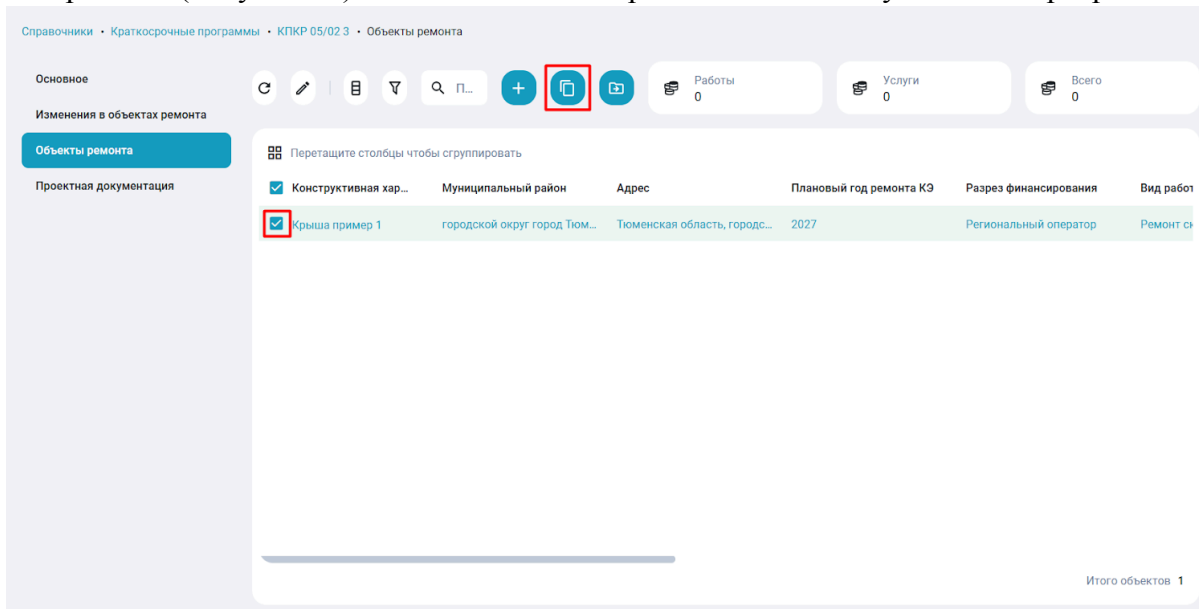 Справочники • Краткосрочные программы • КПКР 05/02 3 • Объекты ремонта
Основное
Изменения в объектах ремонта
Объекты ремонта
Проектная документация
П...
Работы
0
Услуги
0
Всего
0
Перетащите столбцы чтобы сгруппировать
Конструктивная хар... Муниципальный район Адрес Плановый год ремонта КЭ Разрез финансирования Вид работ
Крыша пример 1 городской округ город Тюм... Тюменская область, городс... 2027 Региональный оператор Ремонт
Итого объектов 1